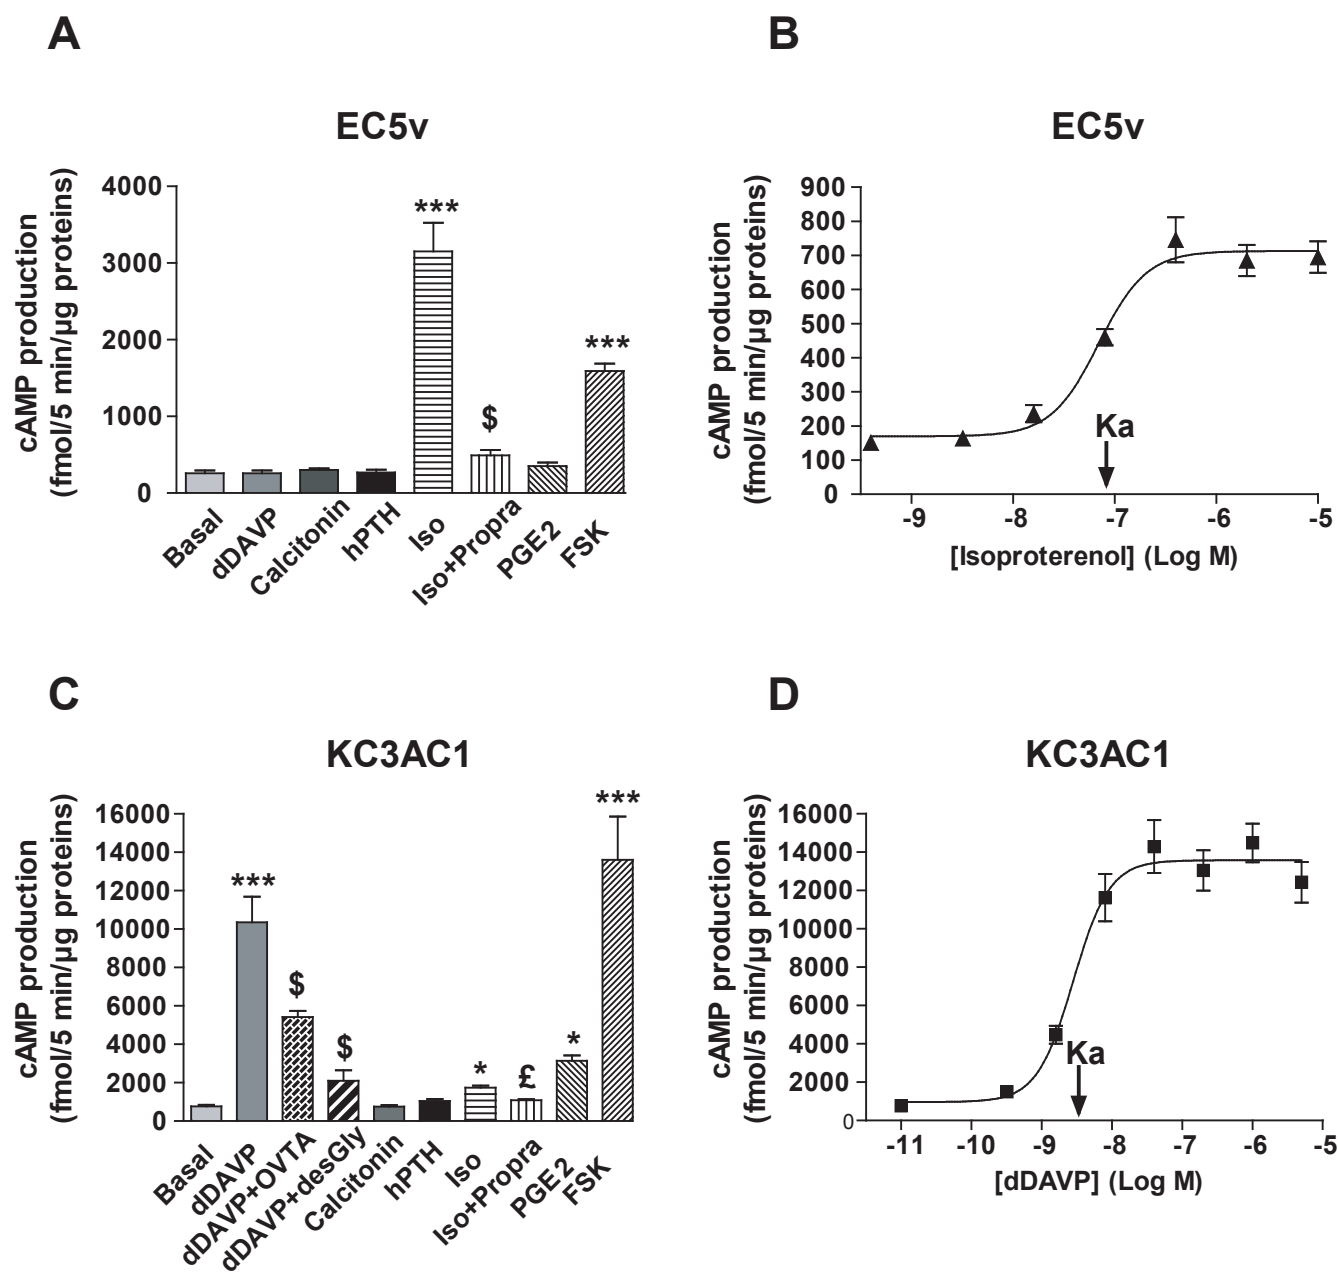 A
EC5v
cAMP production
(fmol/5 min/µg proteins)
4000
3000
2000
1000
0
***
$
***
Basal
dDAVP
Calcitonin
hPTH
Iso
Iso+Propra
PGE2
FSK
B
EC5v
cAMP production
(fmol/5 min/µg proteins)
900
800
700
600
500
400
300
200
100
0
Ka
-9 -8 -7 -6 -5
[Isoproterenol] (Log M)
C
KC3AC1
cAMP production
(fmol/5 min/µg proteins)
16000
14000
12000
10000
8000
6000
4000
2000
0
***
$
$
*
£
*
***
Basal
dDAVP
dDAVP+OVTA
dDAVP+desGly
Calcitonin
hPTH
Iso
Iso+Propra
PGE2
FSK
D
KC3AC1
cAMP production
(fmol/5 min/µg proteins)
16000
14000
12000
10000
8000
6000
4000
2000
0
Ka
-11 -10 -9 -8 -7 -6 -5
[dDAVP] (Log M)